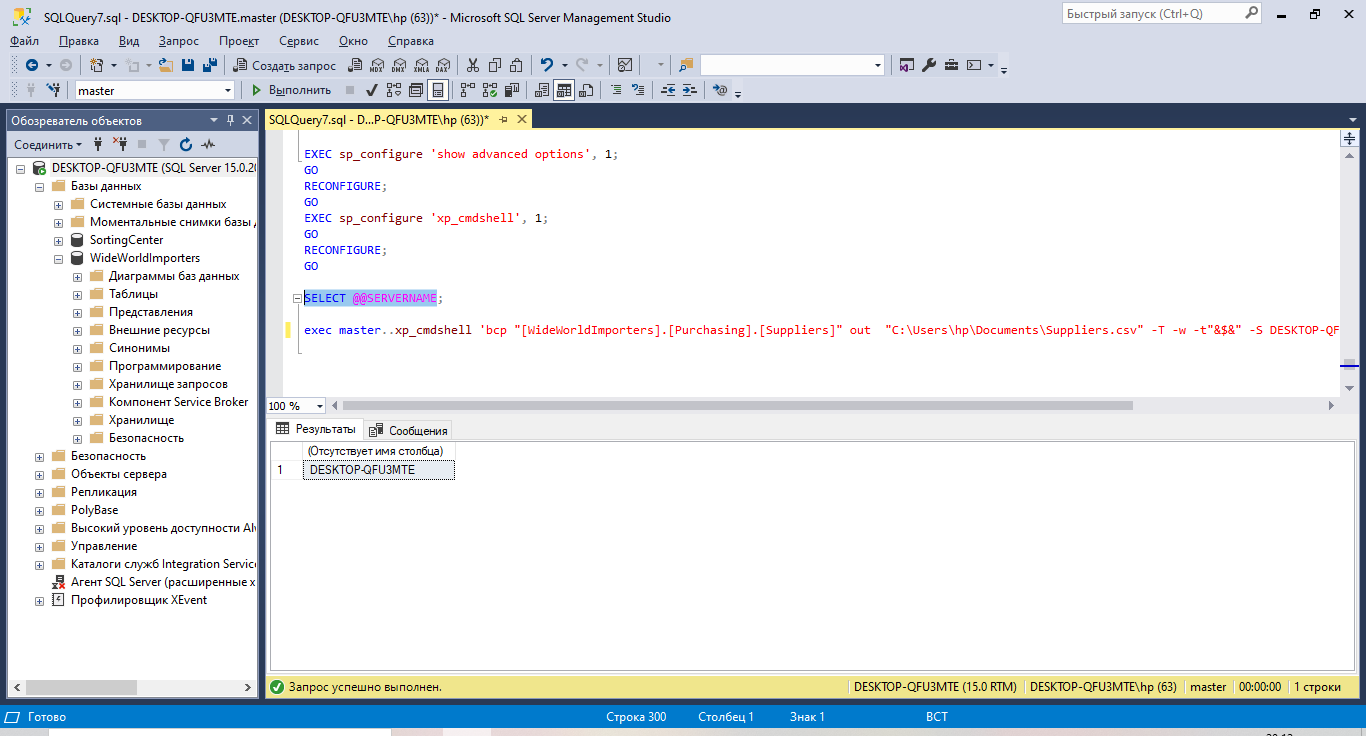 SQLQuery7.sql - DESKTOP-QFU3MTE.master (DESKTOP-QFU3MTE\hp (63))* - Microsoft SQL Server Management Studio
Быстрый запуск (Ctrl+Q)
Файл Правка Вид Запрос Проект Сервис Окно Справка
Создать запрос MDX DMX XMLA DAX
master Выполнить
Обозреватель объектов
SQLQuery7.sql - D...P-QFU3MTE\hp (63))*
Соединить
DESKTOP-QFU3MTE (SQL Server 15.0.20
Базы данных
Системные базы данных
Моментальные снимки базы д
SortingCenter
WideWorldImporters
Диаграммы баз данных
Таблицы
Представления
Внешние ресурсы
Синонимы
Программирование
Хранилище запросов
Компонент Service Broker
Хранилище
Безопасность
Безопасность
Объекты сервера
Репликация
PolyBase
Высокий уровень доступности Alw
Управление
Каталоги служб Integration Service
Агент SQL Server (расширенные х
Профилировщик XEvent
EXEC sp_configure 'show advanced options', 1;
GO
RECONFIGURE;
GO
EXEC sp_configure 'xp_cmdshell', 1;
GO
RECONFIGURE;
GO
SELECT @@SERVERNAME;
exec master..xp_cmdshell 'bcp "[WideWorldImporters].[Purchasing].[Suppliers]" out  "C:\Users\hp\Documents\Suppliers.csv" -T -w -t"&$&" -S DESKTOP-QF
100 %
Результаты Сообщения
(Отсутствует имя столбца)
1 DESKTOP-QFU3MTE
Запрос успешно выполнен. DESKTOP-QFU3MTE (15.0 RTM) DESKTOP-QFU3MTE\hp (63) master 00:00:00 1 строки
Готово Строка 300 Столбец 1 Знак 1 ВСТ